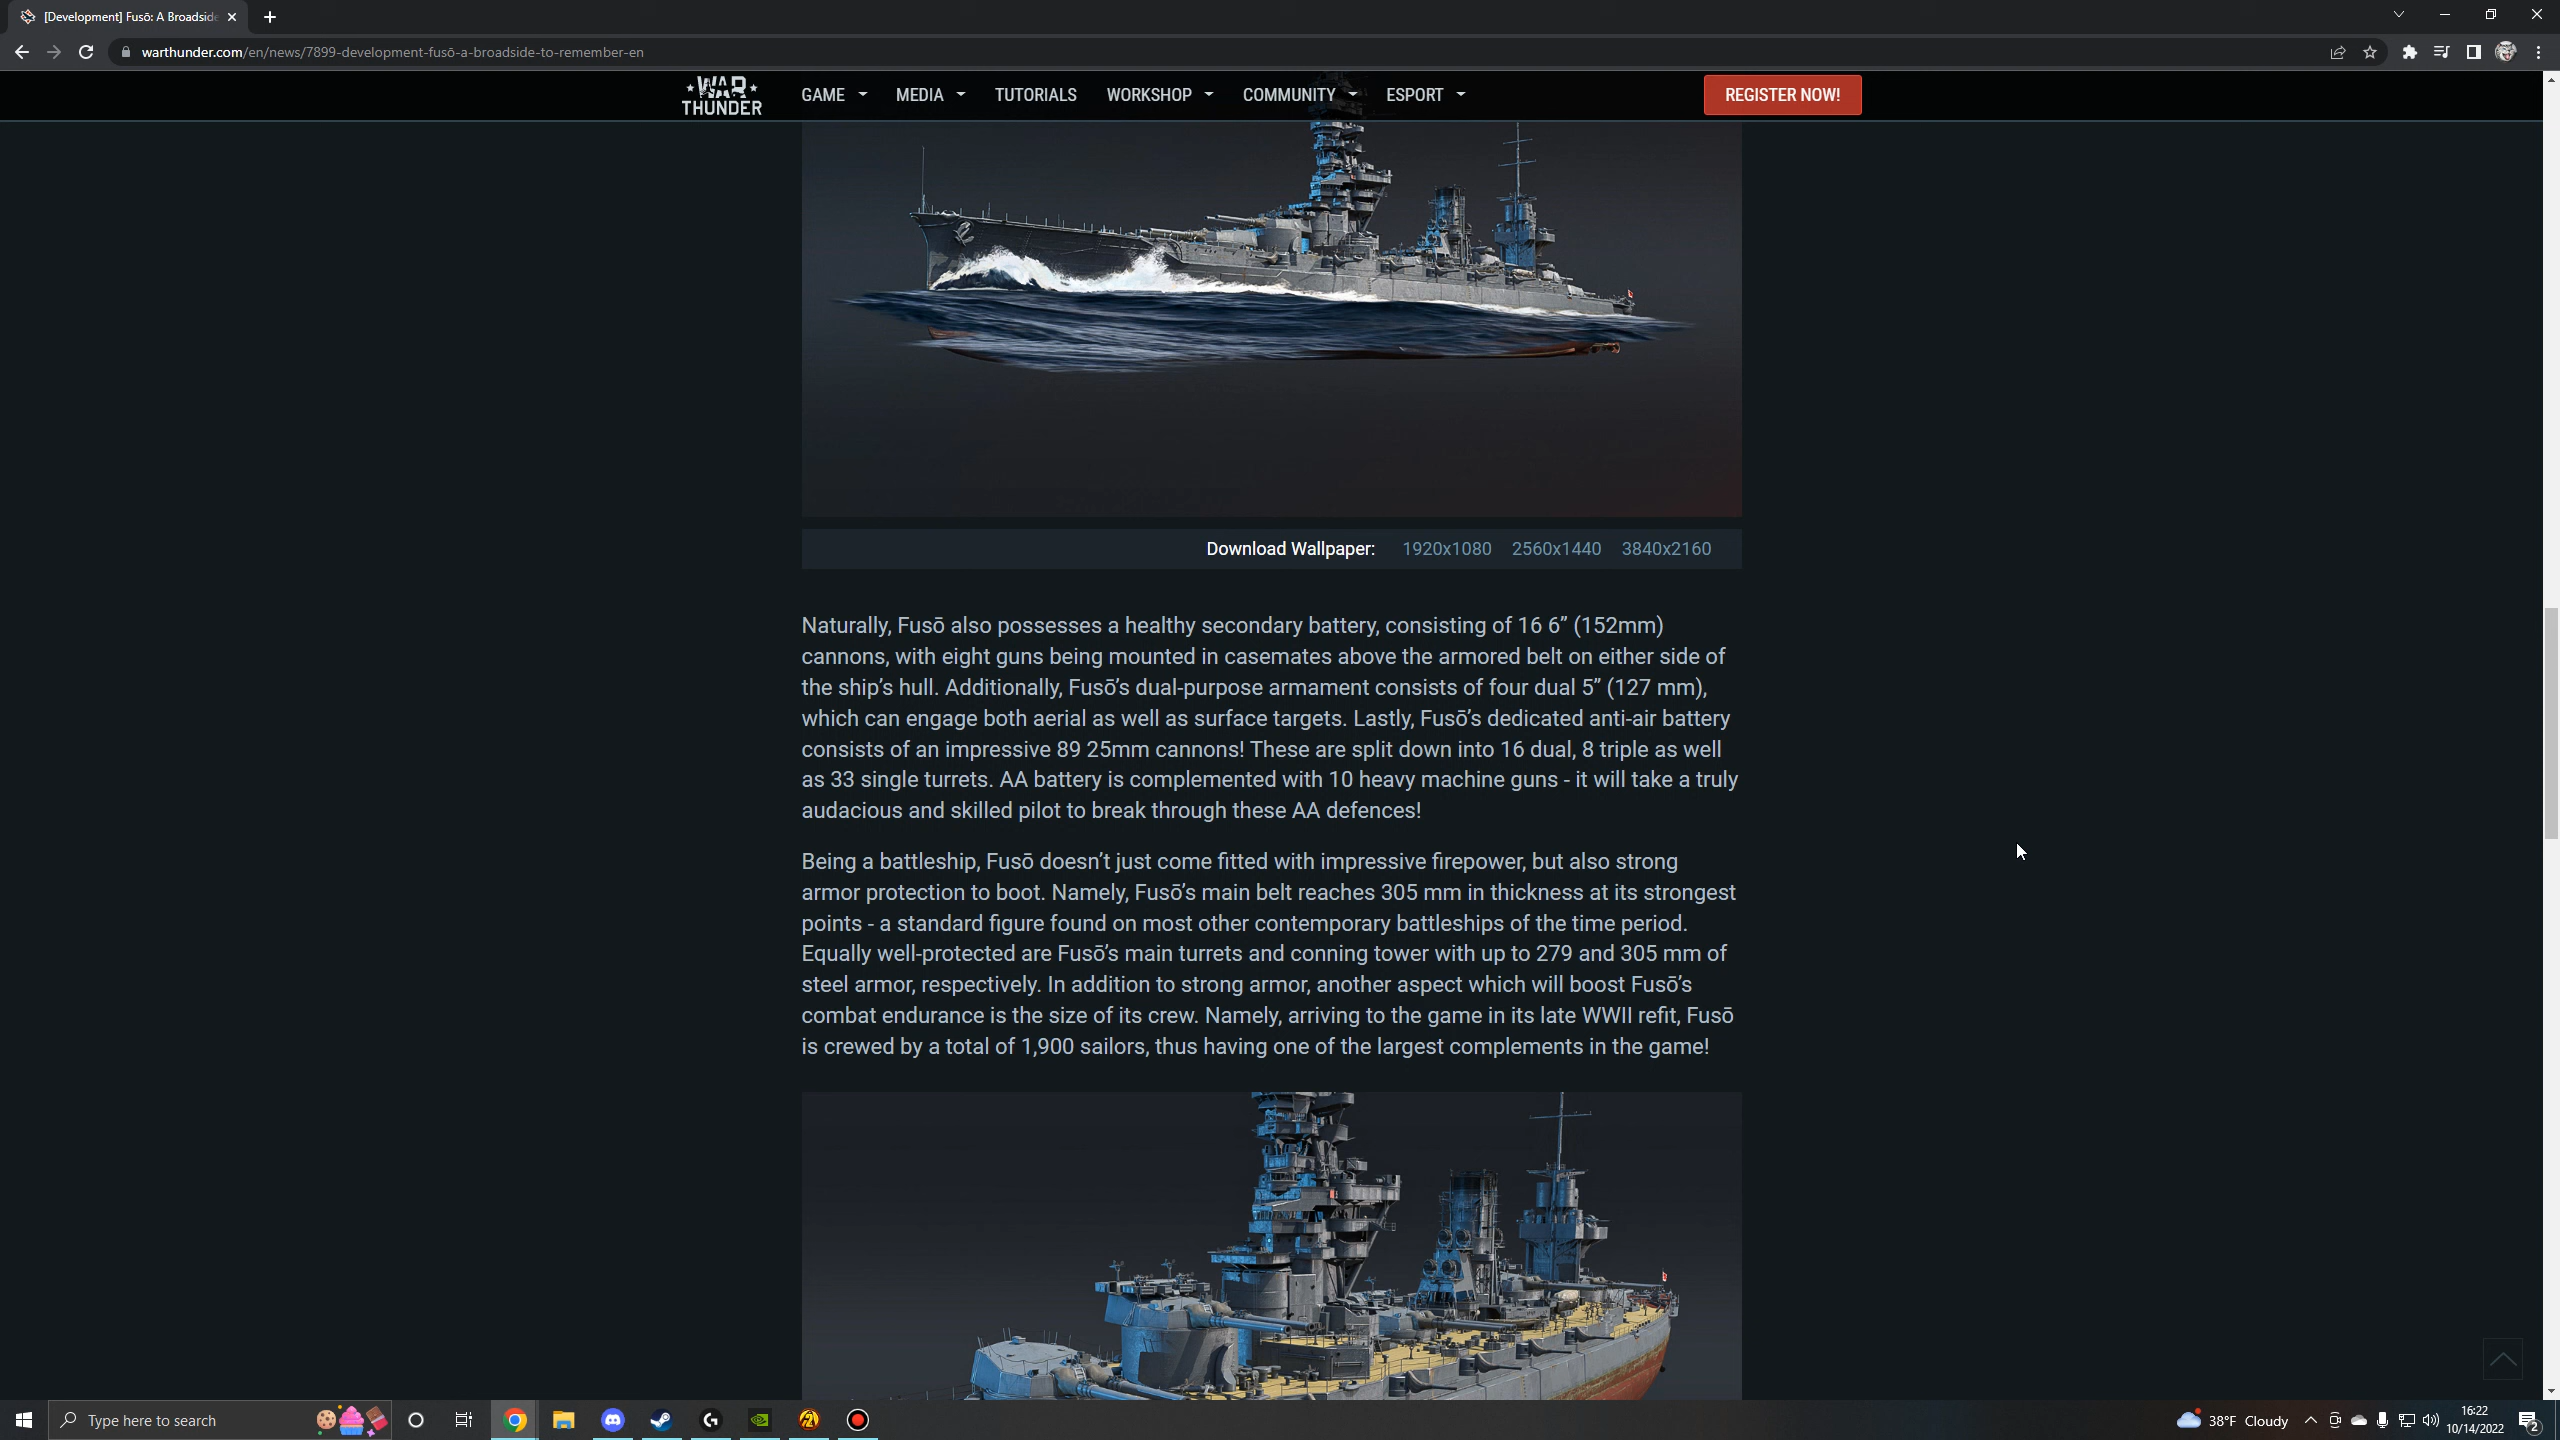 [Development] Fusō: A Broadside
warthunder.com/en/news/7899-development-fusō-a-broadside-to-remember-en
WAR
THUNDER
GAME
MEDIA
TUTORIALS
WORKSHOP
COMMUNITY
ESPORT
REGISTER NOW!
Download Wallpaper: 1920x1080 2560x1440 3840x2160
Naturally, Fusō also possesses a healthy secondary battery, consisting of 16 6” (152mm)
cannons, with eight guns being mounted in casemates above the armored belt on either side of
the ship’s hull. Additionally, Fusō’s dual-purpose armament consists of four dual 5” (127 mm),
which can engage both aerial as well as surface targets. Lastly, Fusō’s dedicated anti-air battery
consists of an impressive 89 25mm cannons! These are split down into 16 dual, 8 triple as well
as 33 single turrets. AA battery is complemented with 10 heavy machine guns - it will take a truly
audacious and skilled pilot to break through these AA defences!
Being a battleship, Fusō doesn’t just come fitted with impressive firepower, but also strong
armor protection to boot. Namely, Fusō’s main belt reaches 305 mm in thickness at its strongest
points - a standard figure found on most other contemporary battleships of the time period.
Equally well-protected are Fusō’s main turrets and conning tower with up to 279 and 305 mm of
steel armor, respectively. In addition to strong armor, another aspect which will boost Fusō’s
combat endurance is the size of its crew. Namely, arriving to the game in its late WWII refit, Fusō
is crewed by a total of 1,900 sailors, thus having one of the largest complements in the game!
Type here to search
38°F Cloudy
16:22
10/14/2022
2